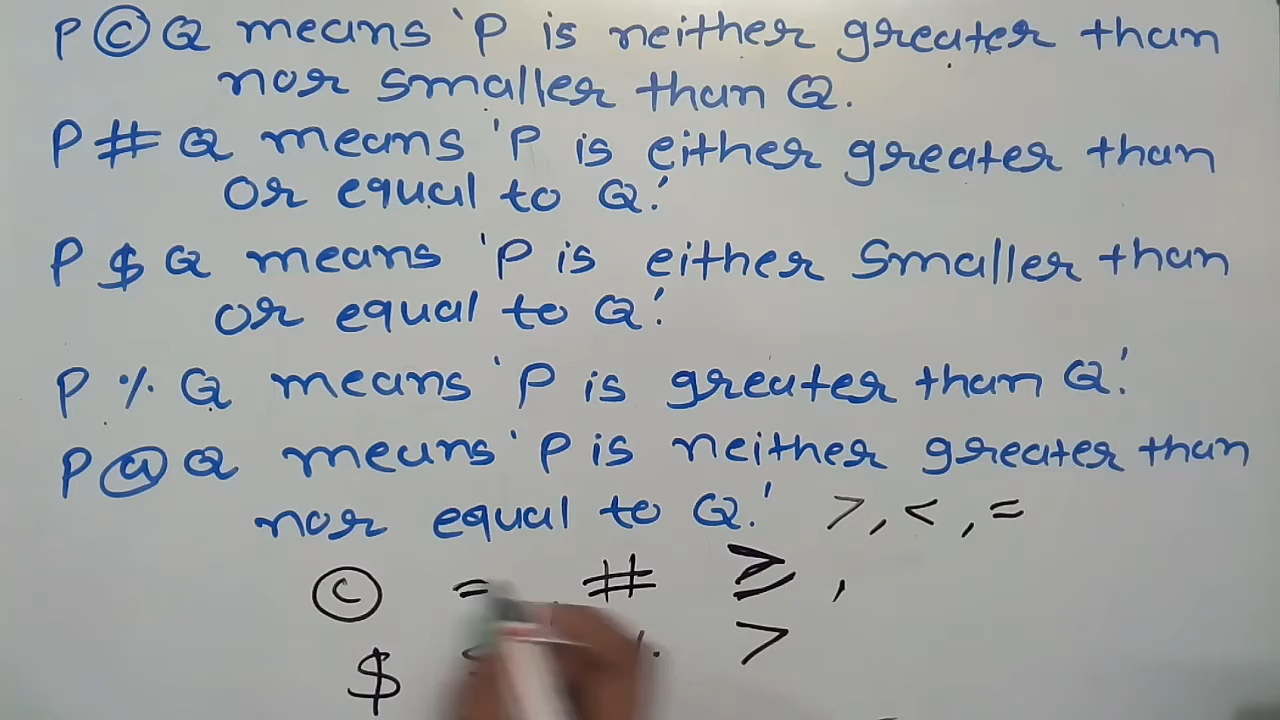 P © Q means 'P is neither greater than
nor smaller than Q.
P # Q means 'P is either greater than
or equal to Q.'
P $ Q means 'P is either Smaller than
or equal to Q.'
P % Q means 'P is greater than Q.'
P @ Q means 'P is neither greater than
nor equal to Q.' >, <, =
© = # ≥ ,
$ >